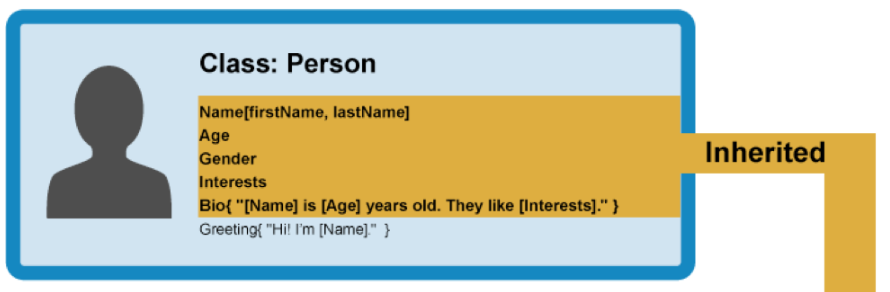 Class: Person
Name[firstName, lastName]
Age
Gender
Interests
Bio{ "[Name] is [Age] years old. They like [Interests]." }
Greeting{ "Hi! I'm [Name]." }
Inherited